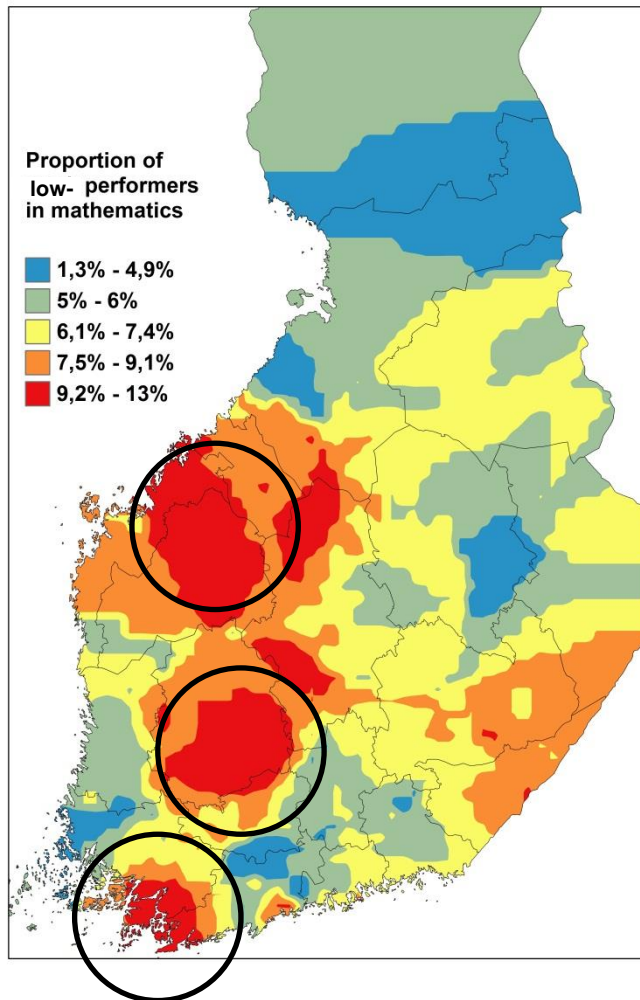 Proportion of
low- performers
in mathematics
1,3% - 4,9%
5% - 6%
6,1% - 7,4%
7,5% - 9,1%
9,2% - 13%